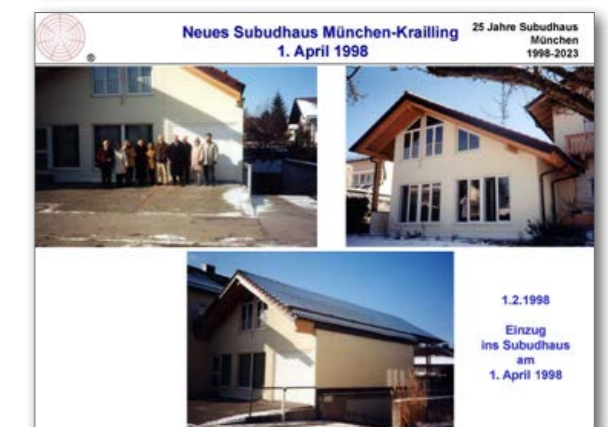 Neues Subudhaus München-Krailling
1. April 1998
25 Jahre Subudhaus
München
1998-2023
®
1.2.1998
Einzug
ins Subudhaus
am
1. April 1998